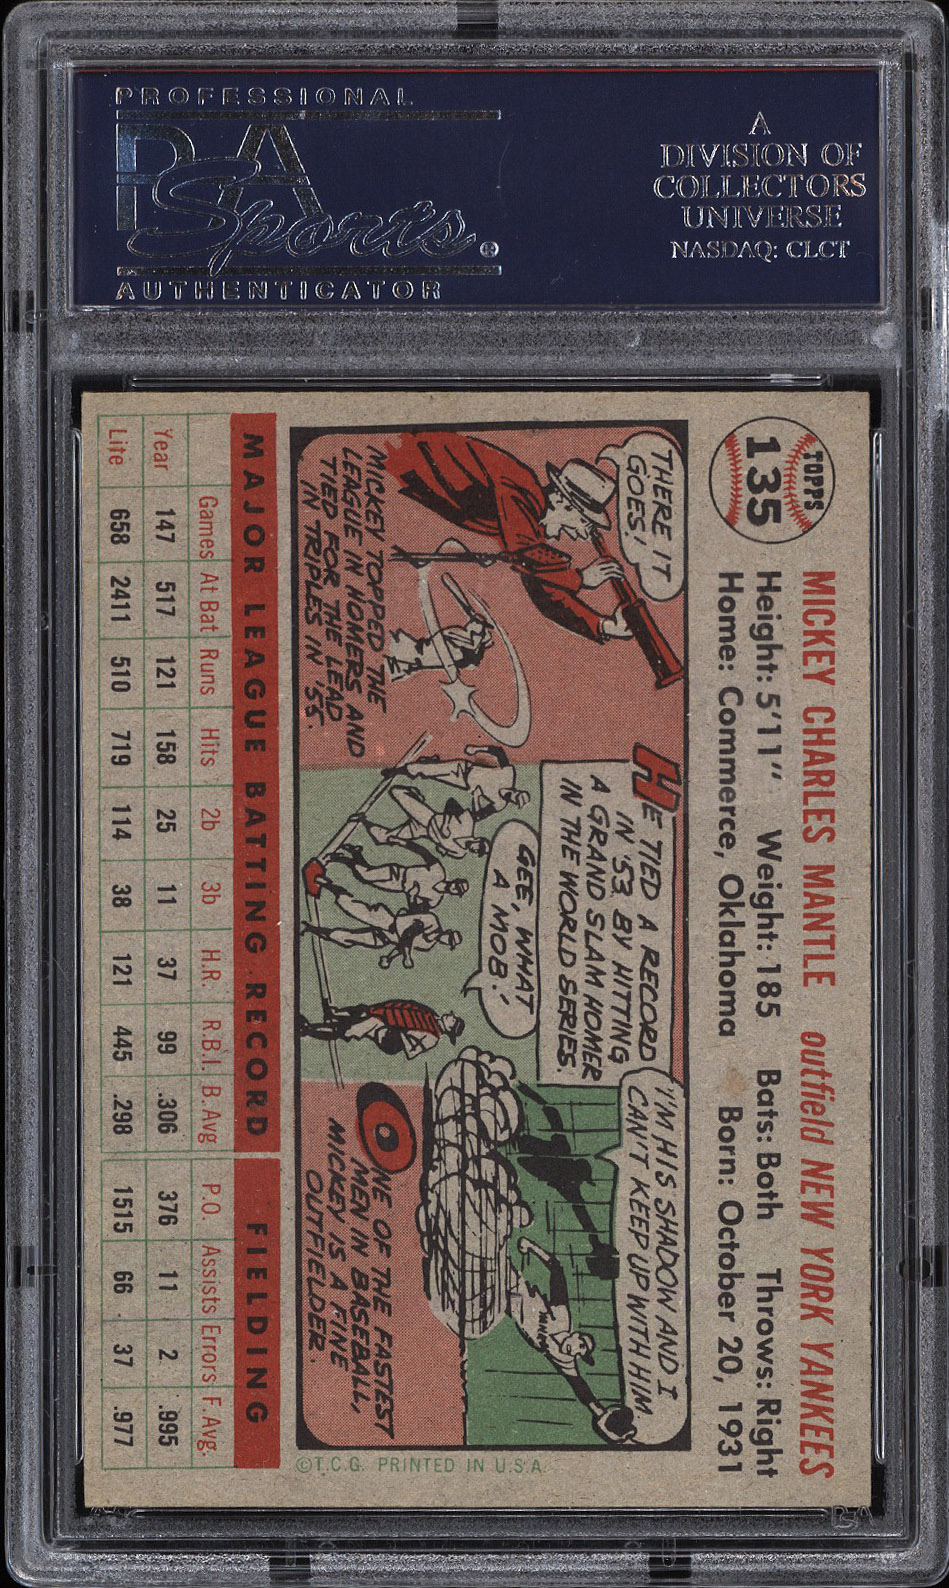 PROFESSIONAL
PSA
Sports®
AUTHENTICATOR
A
DIVISION OF
COLLECTORS
UNIVERSE
NASDAQ: CLCT
TOPPS
135
MICKEY CHARLES MANTLE outfield NEW YORK YANKEES
Height: 5'11" Weight: 185 Bats: Both Throws: Right
Home: Commerce, Oklahoma Born: October 20, 1931
THERE IT
GOES!
MICKEY TOPPED THE
LEAGUE IN HOMERS AND
TIED FOR THE LEAD
IN TRIPLES IN '55.
HE TIED A RECORD
IN '53 BY HITTING
A GRAND SLAM HOMER
IN THE WORLD SERIES.
GEE, WHAT
A MOB!
I'M HIS SHADOW AND I
CAN'T KEEP UP WITH HIM
ONE OF THE FASTEST
MEN IN BASEBALL,
MICKEY IS A FINE
OUTFIELDER.
©T.C.G. PRINTED IN U.S.A.
MAJOR LEAGUE BATTING RECORD FIELDING
Games At Bat Runs Hits 2b 3b H.R. R.B.I. B.Avg P.O. Assists Errors F.Avg.
Year 147 517 121 158 25 11 37 99 .306 376 11 2 .995
Life 658 2411 510 719 114 38 121 445 .298 1515 66 37 .977